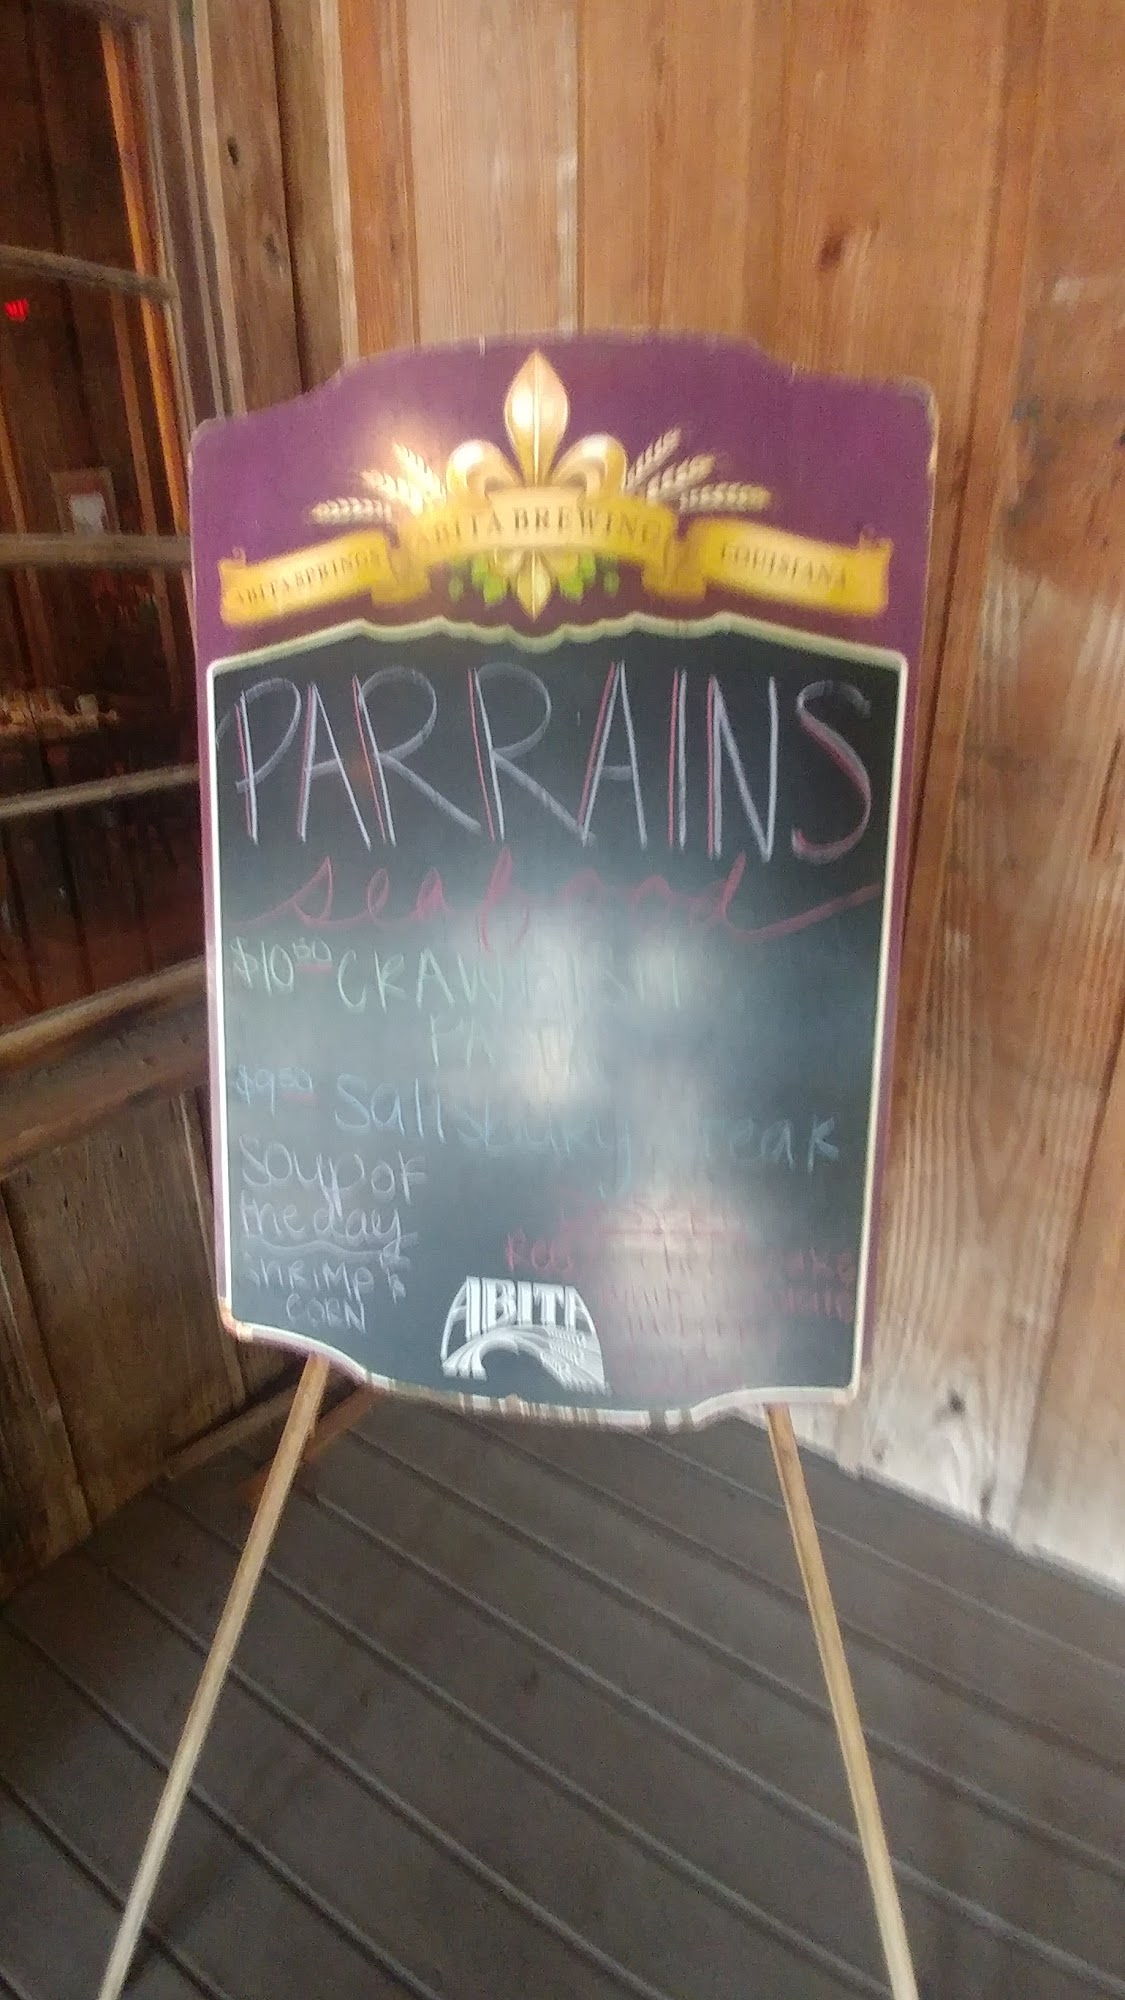 ABITA BREWING
ABITA SPRINGS LOUISIANA
PARRAINS
seafood
$10.50 CRAWFISH
PASTA
$9.50 Salisbury Steak
Soup of
the day
SHRIMP &
CORN
ABITA